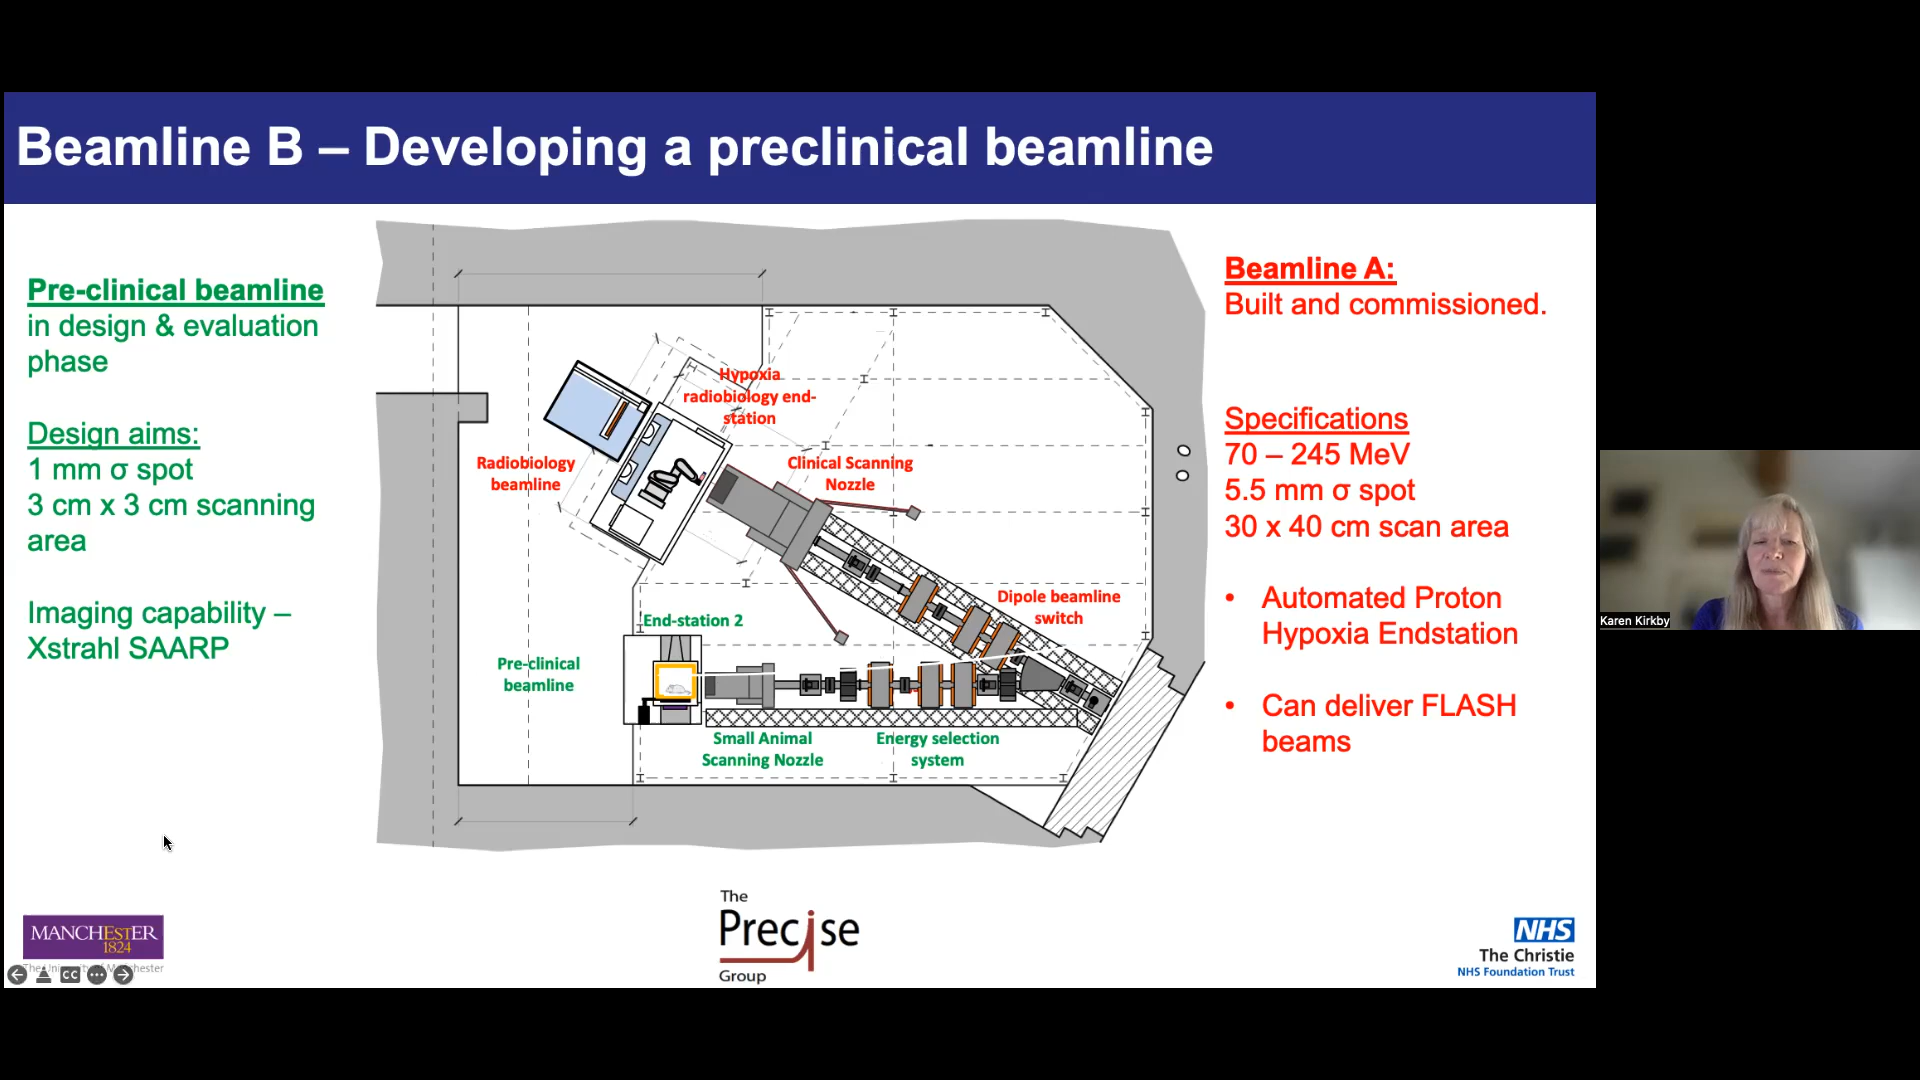 Beamline B – Developing a preclinical beamline
Pre-clinical beamline
in design & evaluation
phase
Design aims:
1 mm σ spot
3 cm x 3 cm scanning
area
Imaging capability –
Xstrahl SAARP
Hypoxia
radiobiology end-
station
Radiobiology
beamline
Clinical Scanning
Nozzle
Dipole beamline
switch
End-station 2
Pre-clinical
beamline
Small Animal
Scanning Nozzle
Energy selection
system
Beamline A:
Built and commissioned.
Specifications
70 – 245 MeV
5.5 mm σ spot
30 x 40 cm scan area
• Automated Proton
Hypoxia Endstation
• Can deliver FLASH
beams
Karen Kirkby
MANCHESTER
1824
The University of Manchester
CC
The
Precise
Group
NHS
The Christie
NHS Foundation Trust